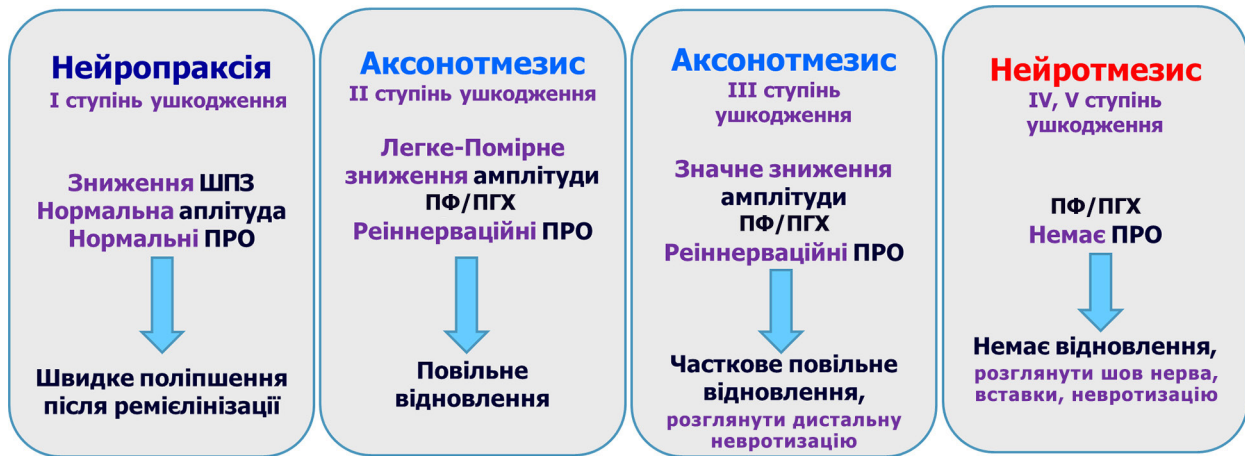 Нейропраксія
І ступінь ушкодження
Зниження ШПЗ
Нормальна аплітуда
Нормальні ПРО
Швидке поліпшення
після ремієлінізації
Аксонотмезис
ІІ ступінь ушкодження
Легке-Помірне
зниження амплітуди
ПФ/ПГХ
Реіннерваційні ПРО
Повільне
відновлення
Аксонотмезис
ІІІ ступінь
ушкодження
Значне зниження
амплітуди
ПФ/ПГХ
Реіннерваційні ПРО
Часткове повільне
відновлення,
розглянути дистальну
невротизацію
Нейротмезис
IV, V ступінь
ушкодження
ПФ/ПГХ
Немає ПРО
Немає відновлення,
розглянути шов нерва,
вставки, невротизацію